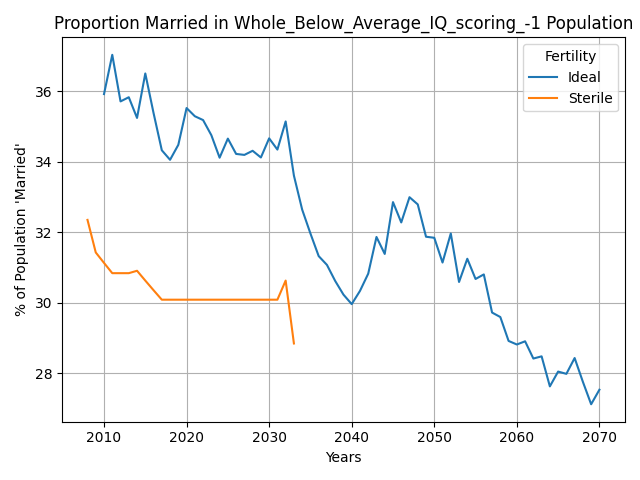 Proportion Married in Whole_Below_Average_IQ_scoring_-1 Population
Fertility
Ideal
Sterile
% of Population 'Married'
36
34
32
30
28
2010 2020 2030 2040 2050 2060 2070
Years